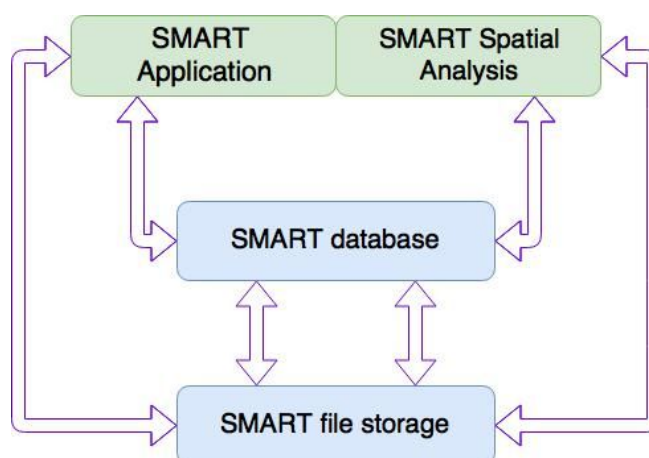 SMART
Application
SMART Spatial
Analysis
SMART database
SMART file storage